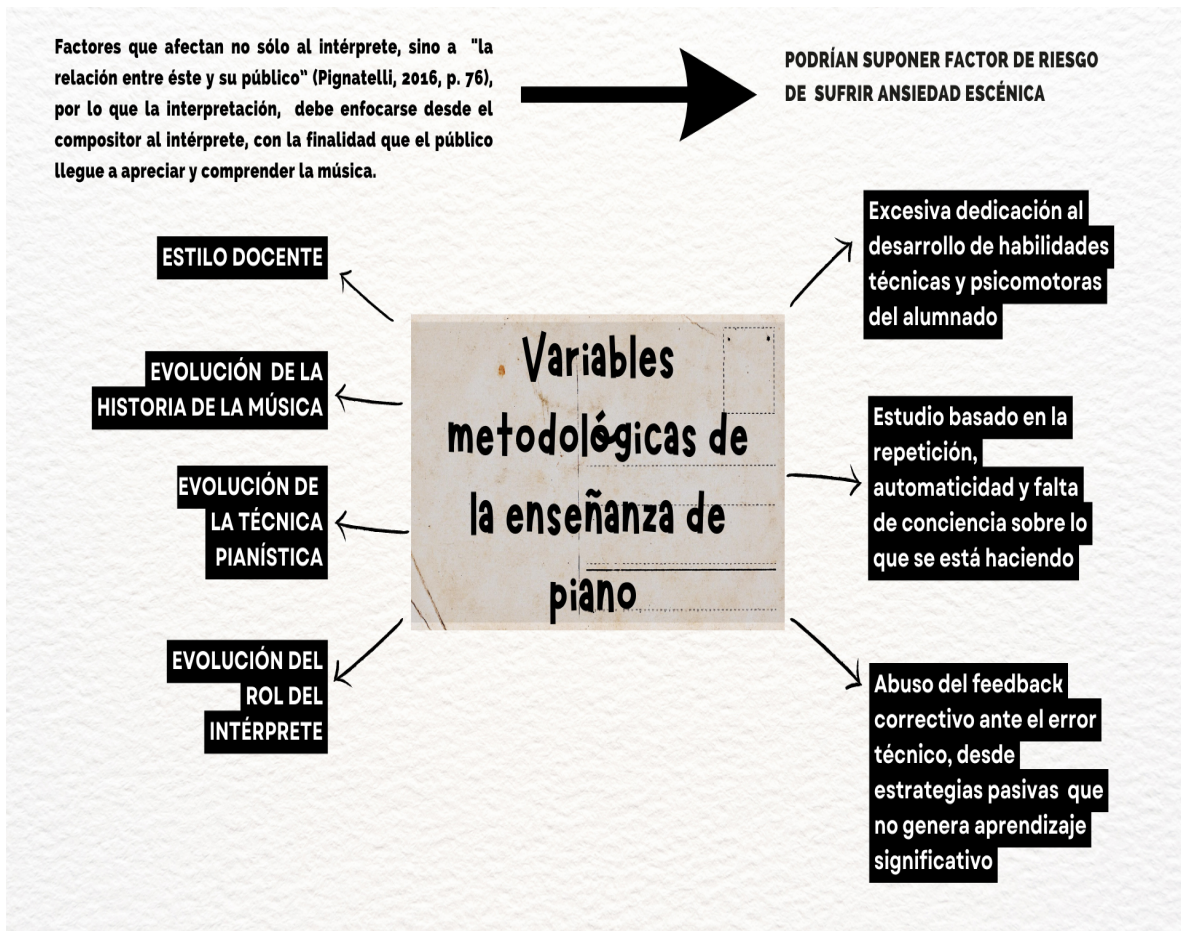 Factores que afectan no sólo al intérprete, sino a "la
relación entre éste y su público" (Pignatelli, 2016, p. 76),
por lo que la interpretación, debe enfocarse desde el
compositor al intérprete, con la finalidad que el público
llegue a apreciar y comprender la música.
PODRÍAN SUPONER FACTOR DE RIESGO
DE SUFRIR ANSIEDAD ESCÉNICA
ESTILO DOCENTE
EVOLUCIÓN DE LA
HISTORIA DE LA MÚSICA
EVOLUCIÓN DE
LA TÉCNICA
PIANÍSTICA
EVOLUCIÓN DEL
ROL DEL
INTÉRPRETE
Variables
metodológicas de
la enseñanza de
piano
Excesiva dedicación al
desarrollo de habilidades
técnicas y psicomotoras
del alumnado
Estudio basado en la
repetición,
automaticidad y falta
de conciencia sobre lo
que se está haciendo
Abuso del feedback
correctivo ante el error
técnico, desde
estrategias pasivas que
no genera aprendizaje
significativo